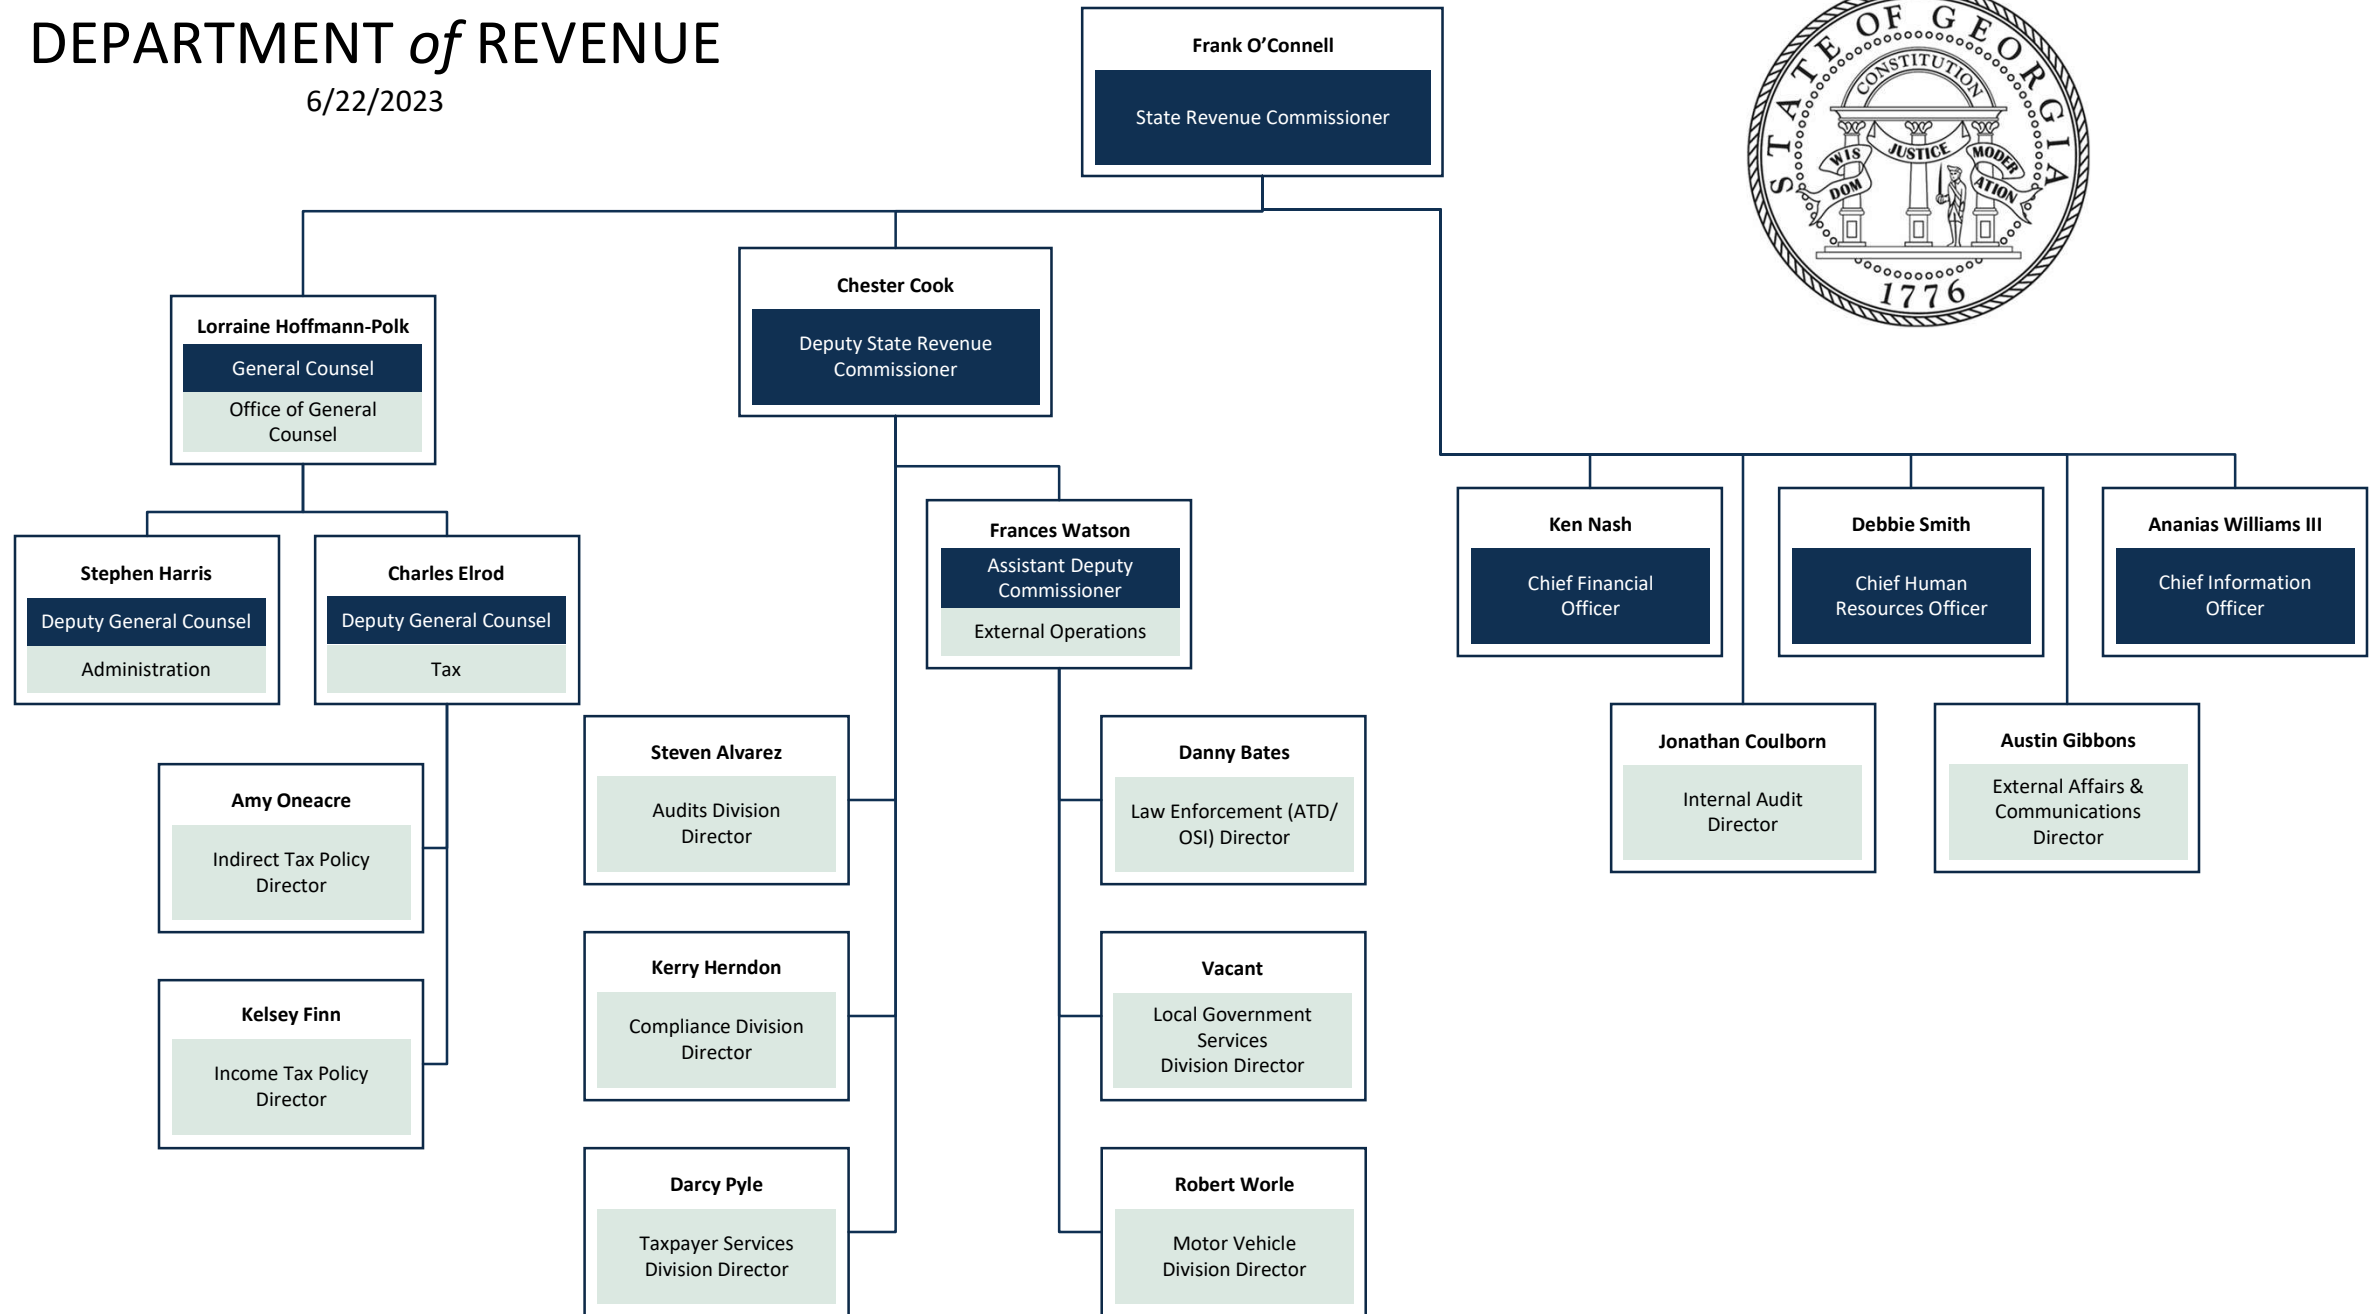 DEPARTMENT of REVENUE
6/22/2023
STATE OF GEORGIA
CONSTITUTION
WIS
DOM
JUSTICE
MODER
ATION
1776
Frank O’Connell
State Revenue Commissioner
Lorraine Hoffmann-Polk
General Counsel
Office of General
Counsel
Chester Cook
Deputy State Revenue
Commissioner
Stephen Harris
Deputy General Counsel
Administration
Charles Elrod
Deputy General Counsel
Tax
Amy Oneacre
Indirect Tax Policy
Director
Kelsey Finn
Income Tax Policy
Director
Frances Watson
Assistant Deputy
Commissioner
External Operations
Steven Alvarez
Audits Division
Director
Kerry Herndon
Compliance Division
Director
Darcy Pyle
Taxpayer Services
Division Director
Danny Bates
Law Enforcement (ATD/
OSI) Director
Vacant
Local Government
Services
Division Director
Robert Worle
Motor Vehicle
Division Director
Ken Nash
Chief Financial
Officer
Debbie Smith
Chief Human
Resources Officer
Ananias Williams III
Chief Information
Officer
Jonathan Coulborn
Internal Audit
Director
Austin Gibbons
External Affairs &
Communications
Director